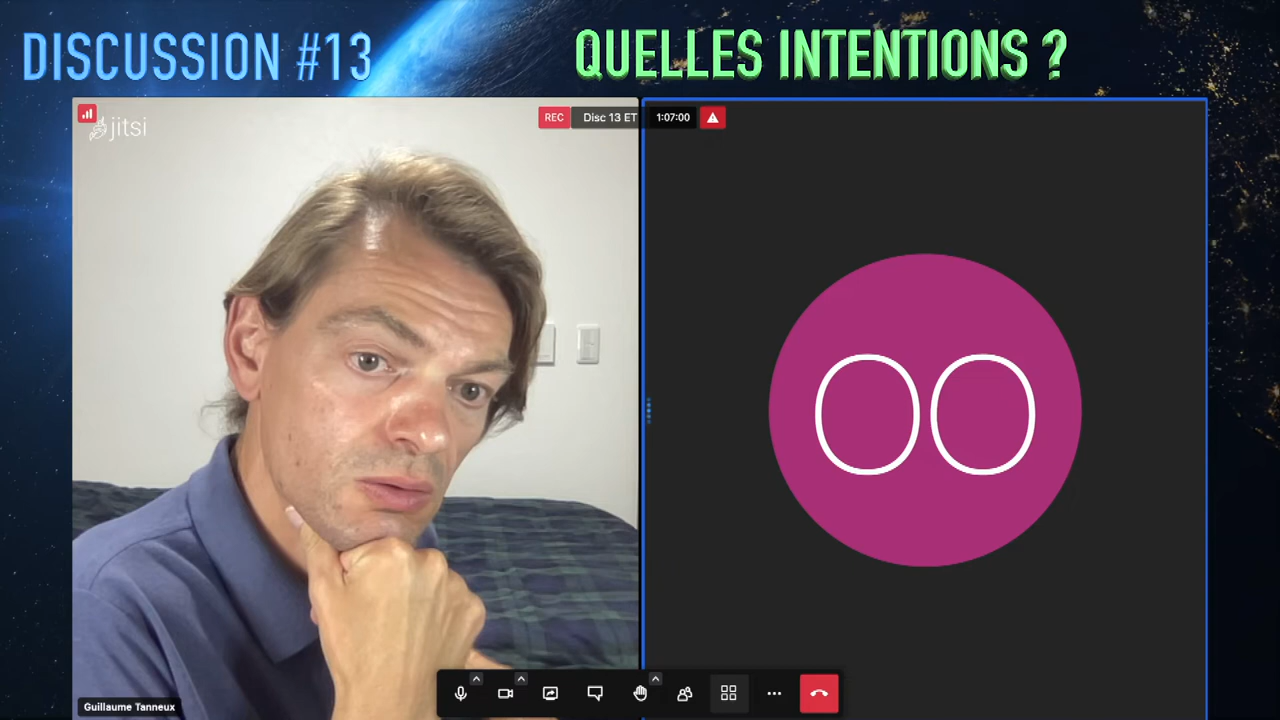 DISCUSSION #13
QUELLES INTENTIONS ?
jitsi
REC
Disc 13 ET
1:07:00
OO
Guillaume Tanneux